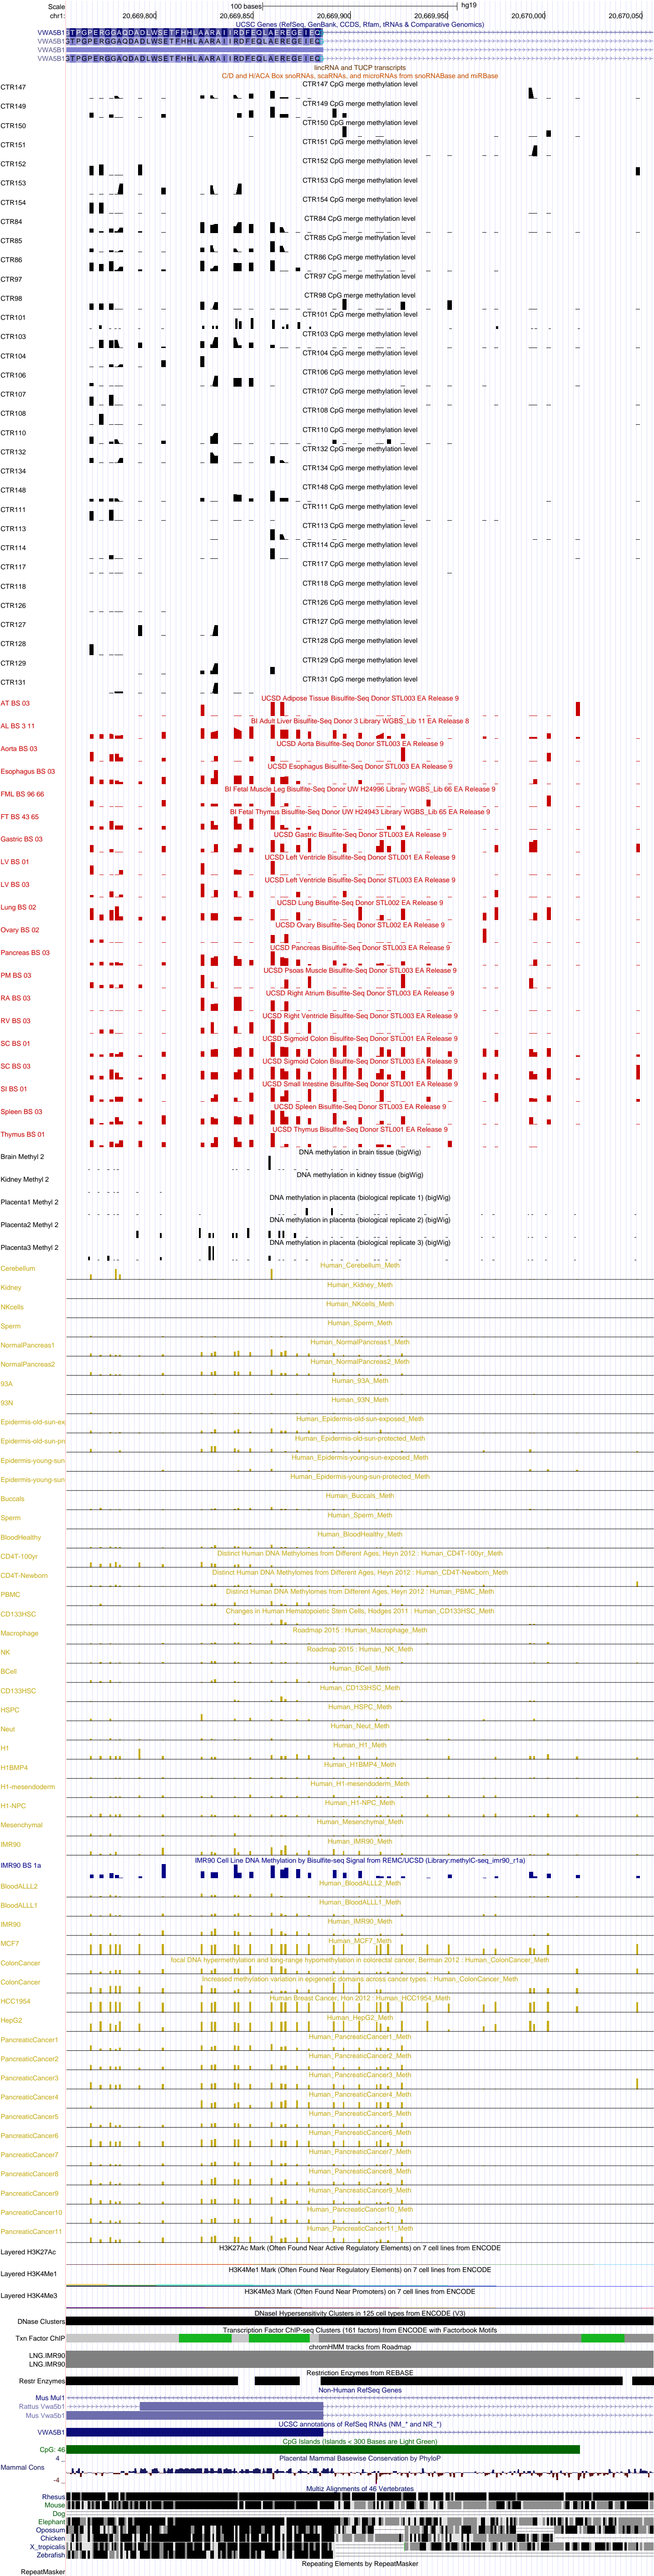 Scale 100 bases hg19
chr1: 20,669,800 20,669,850 20,669,900 20,669,950 20,670,000 20,670,050
UCSC Genes (RefSeq, GenBank, CCDS, Rfam, tRNAs & Comparative Genomics)
VWA5B1
VWA5B1
VWA5B1
VWA5B1
lincRNA and TUCP transcripts
C/D and H/ACA Box snoRNAs, scaRNAs, and microRNAs from snoRNABase and miRBase
CTR147 CTR147 CpG merge methylation level
CTR149 CTR149 CpG merge methylation level
CTR150 CTR150 CpG merge methylation level
CTR151 CTR151 CpG merge methylation level
CTR152 CTR152 CpG merge methylation level
CTR153 CTR153 CpG merge methylation level
CTR154 CTR154 CpG merge methylation level
CTR84 CTR84 CpG merge methylation level
CTR85 CTR85 CpG merge methylation level
CTR86 CTR86 CpG merge methylation level
CTR97 CTR97 CpG merge methylation level
CTR98 CTR98 CpG merge methylation level
CTR101 CTR101 CpG merge methylation level
CTR103 CTR103 CpG merge methylation level
CTR104 CTR104 CpG merge methylation level
CTR106 CTR106 CpG merge methylation level
CTR107 CTR107 CpG merge methylation level
CTR108 CTR108 CpG merge methylation level
CTR110 CTR110 CpG merge methylation level
CTR132 CTR132 CpG merge methylation level
CTR134 CTR134 CpG merge methylation level
CTR148 CTR148 CpG merge methylation level
CTR111 CTR111 CpG merge methylation level
CTR113 CTR113 CpG merge methylation level
CTR114 CTR114 CpG merge methylation level
CTR117 CTR117 CpG merge methylation level
CTR118 CTR118 CpG merge methylation level
CTR126 CTR126 CpG merge methylation level
CTR127 CTR127 CpG merge methylation level
CTR128 CTR128 CpG merge methylation level
CTR129 CTR129 CpG merge methylation level
CTR131 CTR131 CpG merge methylation level
AT BS 03 UCSD Adipose Tissue Bisulfite-Seq Donor STL003 EA Release 9
AL BS 3 11 BI Adult Liver Bisulfite-Seq Donor 3 Library WGBS_Lib 11 EA Release 8
Aorta BS 03 UCSD Aorta Bisulfite-Seq Donor STL003 EA Release 9
Esophagus BS 03 UCSD Esophagus Bisulfite-Seq Donor STL003 EA Release 9
FML BS 96 66 BI Fetal Muscle Leg Bisulfite-Seq Donor UW H24996 Library WGBS_Lib 66 EA Release 9
FT BS 43 65 BI Fetal Thymus Bisulfite-Seq Donor UW H24943 Library WGBS_Lib 65 EA Release 9
Gastric BS 03 UCSD Gastric Bisulfite-Seq Donor STL003 EA Release 9
LV BS 01 UCSD Left Ventricle Bisulfite-Seq Donor STL001 EA Release 9
LV BS 03 UCSD Left Ventricle Bisulfite-Seq Donor STL003 EA Release 9
Lung BS 02 UCSD Lung Bisulfite-Seq Donor STL002 EA Release 9
Ovary BS 02 UCSD Ovary Bisulfite-Seq Donor STL002 EA Release 9
Pancreas BS 03 UCSD Pancreas Bisulfite-Seq Donor STL003 EA Release 9
PM BS 03 UCSD Psoas Muscle Bisulfite-Seq Donor STL003 EA Release 9
RA BS 03 UCSD Right Atrium Bisulfite-Seq Donor STL003 EA Release 9
RV BS 03 UCSD Right Ventricle Bisulfite-Seq Donor STL003 EA Release 9
SC BS 01 UCSD Sigmoid Colon Bisulfite-Seq Donor STL001 EA Release 9
SC BS 03 UCSD Sigmoid Colon Bisulfite-Seq Donor STL003 EA Release 9
SI BS 01 UCSD Small Intestine Bisulfite-Seq Donor STL001 EA Release 9
Spleen BS 03 UCSD Spleen Bisulfite-Seq Donor STL003 EA Release 9
Thymus BS 01 UCSD Thymus Bisulfite-Seq Donor STL001 EA Release 9
Brain Methyl 2 DNA methylation in brain tissue (bigWig)
Kidney Methyl 2 DNA methylation in kidney tissue (bigWig)
Placenta1 Methyl 2 DNA methylation in placenta (biological replicate 1) (bigWig)
Placenta2 Methyl 2 DNA methylation in placenta (biological replicate 2) (bigWig)
Placenta3 Methyl 2 DNA methylation in placenta (biological replicate 3) (bigWig)
Cerebellum Human_Cerebellum_Meth
Kidney Human_Kidney_Meth
NKcells Human_NKcells_Meth
Sperm Human_Sperm_Meth
NormalPancreas1 Human_NormalPancreas1_Meth
NormalPancreas2 Human_NormalPancreas2_Meth
93A Human_93A_Meth
93N Human_93N_Meth
Epidermis-old-sun-ex Human_Epidermis-old-sun-exposed_Meth
Epidermis-old-sun-pr Human_Epidermis-old-sun-protected_Meth
Epidermis-young-sun Human_Epidermis-young-sun-exposed_Meth
Epidermis-young-sun Human_Epidermis-young-sun-protected_Meth
Buccals Human_Buccals_Meth
Sperm Human_Sperm_Meth
BloodHealthy Human_BloodHealthy_Meth
CD4T-100yr Distinct Human DNA Methylomes from Different Ages, Heyn 2012 : Human_CD4T-100yr_Meth
CD4T-Newborn Distinct Human DNA Methylomes from Different Ages, Heyn 2012 : Human_CD4T-Newborn_Meth
PBMC Distinct Human DNA Methylomes from Different Ages, Heyn 2012 : Human_PBMC_Meth
CD133HSC Changes in Human Hematopoietic Stem Cells, Hodges 2011 : Human_CD133HSC_Meth
Macrophage Roadmap 2015 : Human_Macrophage_Meth
NK Roadmap 2015 : Human_NK_Meth
BCell Human_BCell_Meth
CD133HSC Human_CD133HSC_Meth
HSPC Human_HSPC_Meth
Neut Human_Neut_Meth
H1 Human_H1_Meth
H1BMP4 Human_H1BMP4_Meth
H1-mesendoderm Human_H1-mesendoderm_Meth
H1-NPC Human_H1-NPC_Meth
Mesenchymal Human_Mesenchymal_Meth
IMR90 Human_IMR90_Meth
IMR90 BS 1a IMR90 Cell Line DNA Methylation by Bisulfite-seq Signal from REMC/UCSD (Library:methylC-seq_imr90_r1a)
BloodALLL2 Human_BloodALLL2_Meth
BloodALLL1 Human_BloodALLL1_Meth
IMR90 Human_IMR90_Meth
MCF7 Human_MCF7_Meth
ColonCancer focal DNA hypermethylation and long-range hypomethylation in colorectal cancer, Berman 2012 : Human_ColonCancer_Meth
ColonCancer Increased methylation variation in epigenetic domains across cancer types. : Human_ColonCancer_Meth
HCC1954 Human Breast Cancer, Hon 2012 : Human_HCC1954_Meth
HepG2 Human_HepG2_Meth
PancreaticCancer1 Human_PancreaticCancer1_Meth
PancreaticCancer2 Human_PancreaticCancer2_Meth
PancreaticCancer3 Human_PancreaticCancer3_Meth
PancreaticCancer4 Human_PancreaticCancer4_Meth
PancreaticCancer5 Human_PancreaticCancer5_Meth
PancreaticCancer6 Human_PancreaticCancer6_Meth
PancreaticCancer7 Human_PancreaticCancer7_Meth
PancreaticCancer8 Human_PancreaticCancer8_Meth
PancreaticCancer9 Human_PancreaticCancer9_Meth
PancreaticCancer10 Human_PancreaticCancer10_Meth
PancreaticCancer11 Human_PancreaticCancer11_Meth
Layered H3K27Ac H3K27Ac Mark (Often Found Near Active Regulatory Elements) on 7 cell lines from ENCODE
Layered H3K4Me1 H3K4Me1 Mark (Often Found Near Regulatory Elements) on 7 cell lines from ENCODE
Layered H3K4Me3 H3K4Me3 Mark (Often Found Near Promoters) on 7 cell lines from ENCODE
DNaseI Hypersensitivity Clusters in 125 cell types from ENCODE (V3)
DNase Clusters
Transcription Factor ChIP-seq Clusters (161 factors) from ENCODE with Factorbook Motifs
Txn Factor ChIP
chromHMM tracks from Roadmap
LNG.IMR90
LNG.IMR90
Restriction Enzymes from REBASE
Restr Enzymes
Non-Human RefSeq Genes
Mus Mul1
Rattus Vwa5b1
Mus Vwa5b1
UCSC annotations of RefSeq RNAs (NM_* and NR_*)
VWA5B1
CpG Islands (Islands < 300 Bases are Light Green)
CpG: 46
4 _ Placental Mammal Basewise Conservation by PhyloP
Mammal Cons
-4 _
Multiz Alignments of 46 Vertebrates
Rhesus
Mouse
Dog
Elephant
Opossum
Chicken
X_tropicalis
Zebrafish
Repeating Elements by RepeatMasker
RepeatMasker